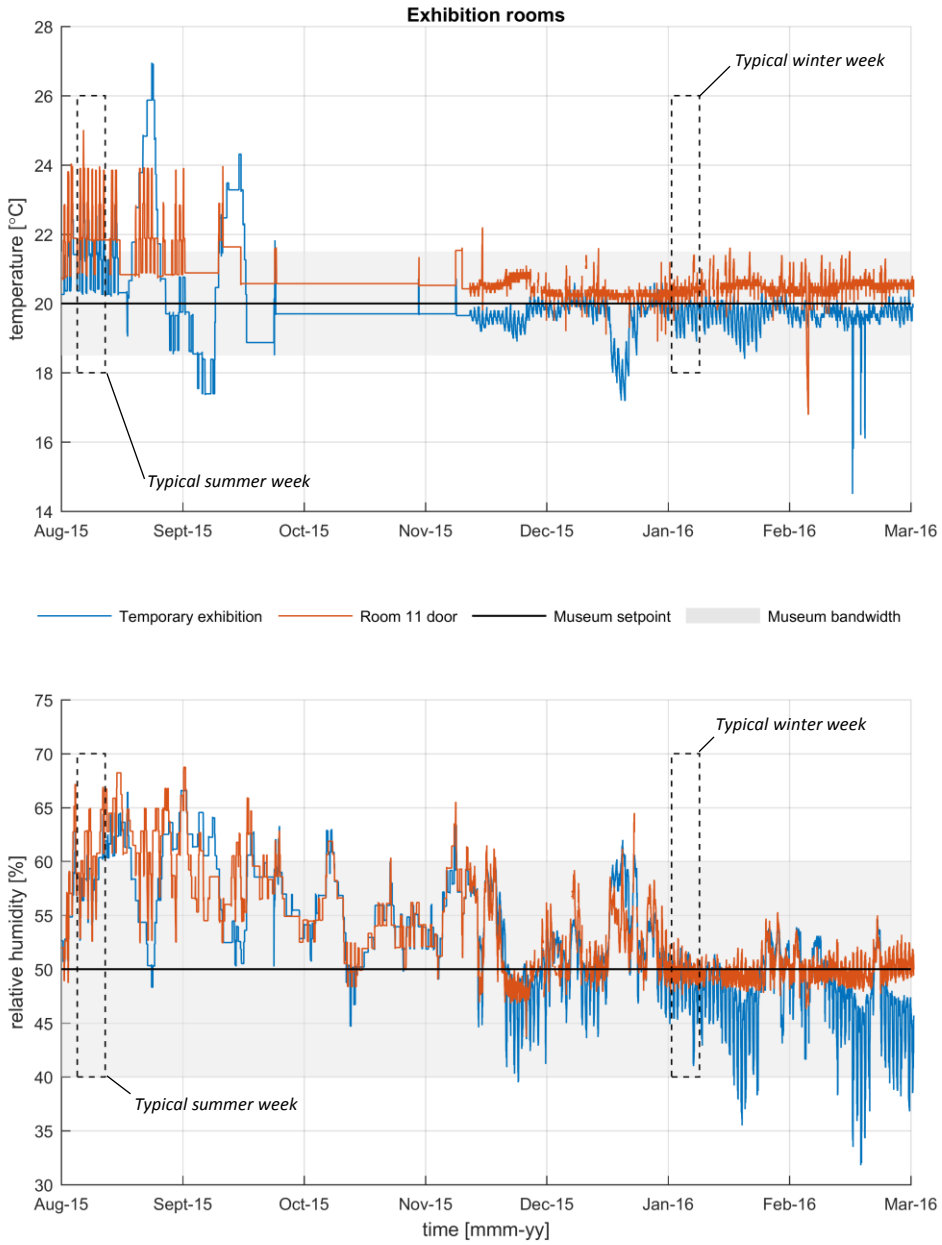 Exhibition rooms
28
26
24
22
20
18
16
14
temperature [°C]
Typical winter week
Typical summer week
Aug-15 Sept-15 Oct-15 Nov-15 Dec-15 Jan-16 Feb-16 Mar-16
Temporary exhibition Room 11 door Museum setpoint Museum bandwidth
75
70
65
60
55
50
45
40
35
30
relative humidity [%]
Typical winter week
Typical summer week
Aug-15 Sept-15 Oct-15 Nov-15 Dec-15 Jan-16 Feb-16 Mar-16
time [mmm-yy]